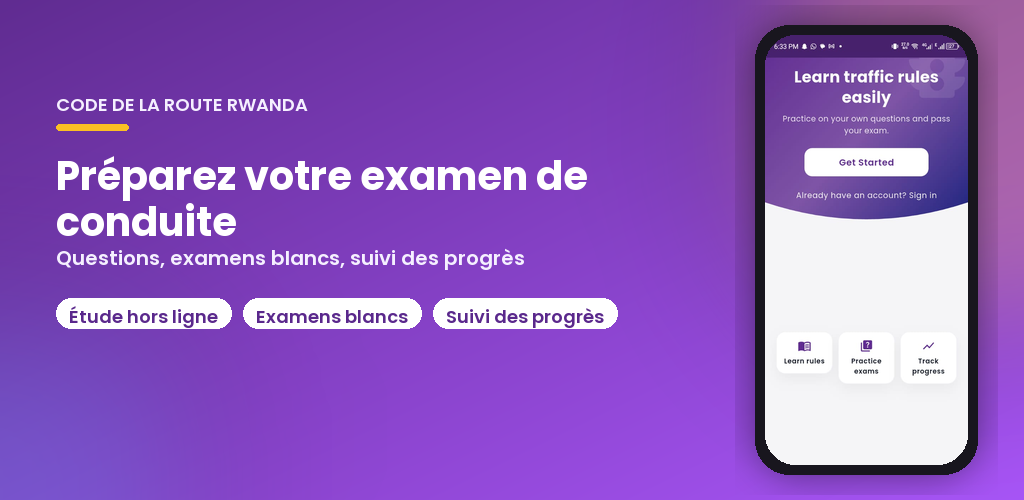 CODE DE LA ROUTE RWANDA
Préparez votre examen de
conduite
Questions, examens blancs, suivi des progrès
Étude hors ligne
Examens blancs
Suivi des progrès
6:33 PM
Learn traffic rules
easily
Practice on your own questions and pass
your exam.
Get Started
Already have an account? Sign in
Learn rules
Practice
exams
Track
progress